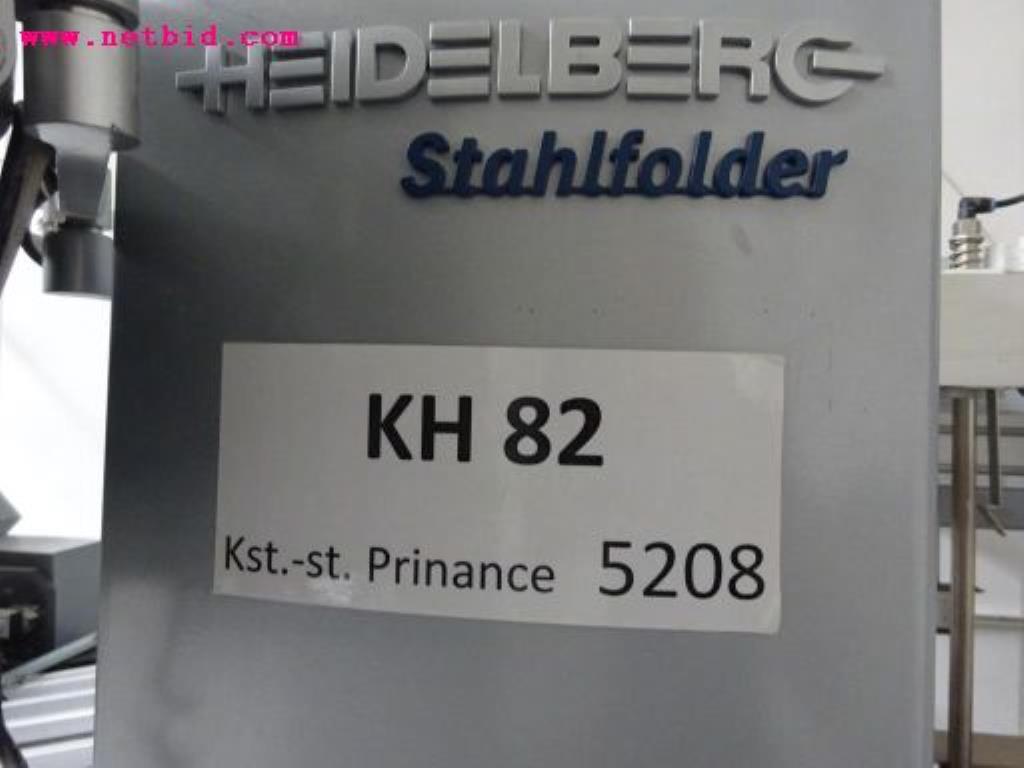 www.netbid.com
HEIDELBERG
Stahlfolder
KH 82
Kst.-st. Prinance 5208